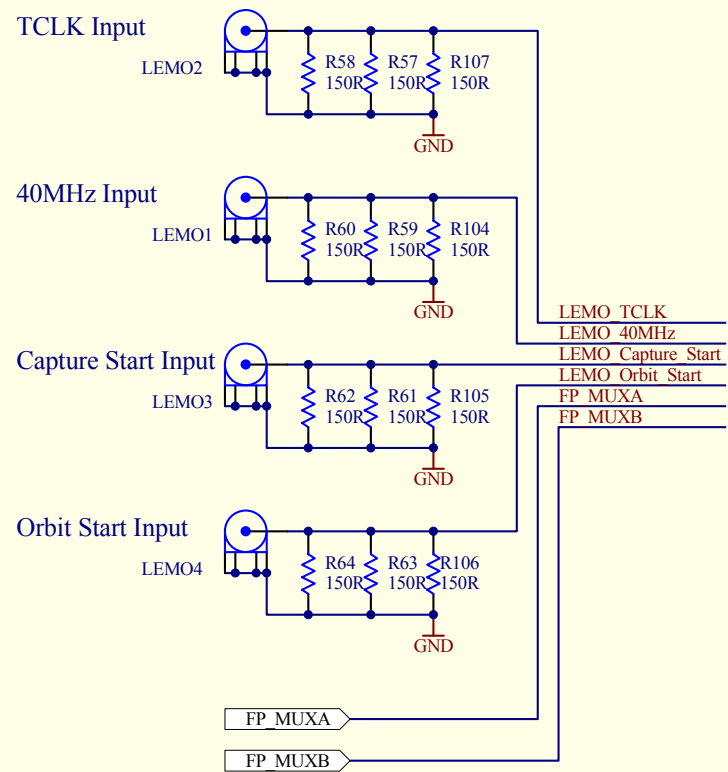 TCLK Input
LEMO2
R58 R57 R107
150R 150R 150R
GND
40MHz Input
LEMO1
R60 R59 R104
150R 150R 150R
GND
LEMO_TCLK
LEMO_40MHz
LEMO_Capture_Start
LEMO_Orbit_Start
FP_MUXA
FP_MUXB
Capture Start Input
LEMO3
R62 R61 R105
150R 150R 150R
GND
Orbit Start Input
LEMO4
R64 R63 R106
150R 150R 150R
GND
FP_MUXA
FP_MUXB